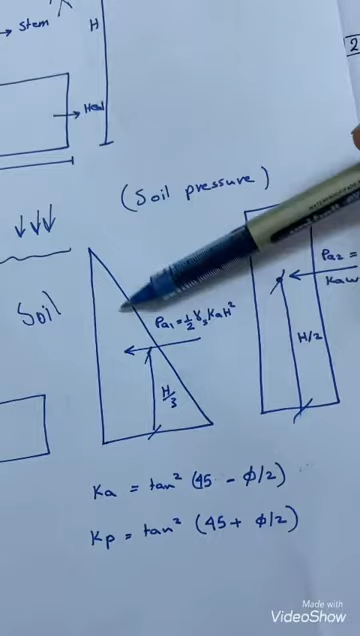 → Stem
H
2
→ Heel
(Soil pressure)
Soil
Pa1 = 1/2 γs Ka H²
H/3
Pa2 =
Kaw
H/2
Ka = tan² (45 - φ/2)
Kp = tan² (45 + φ/2)
Made with
VideoShow